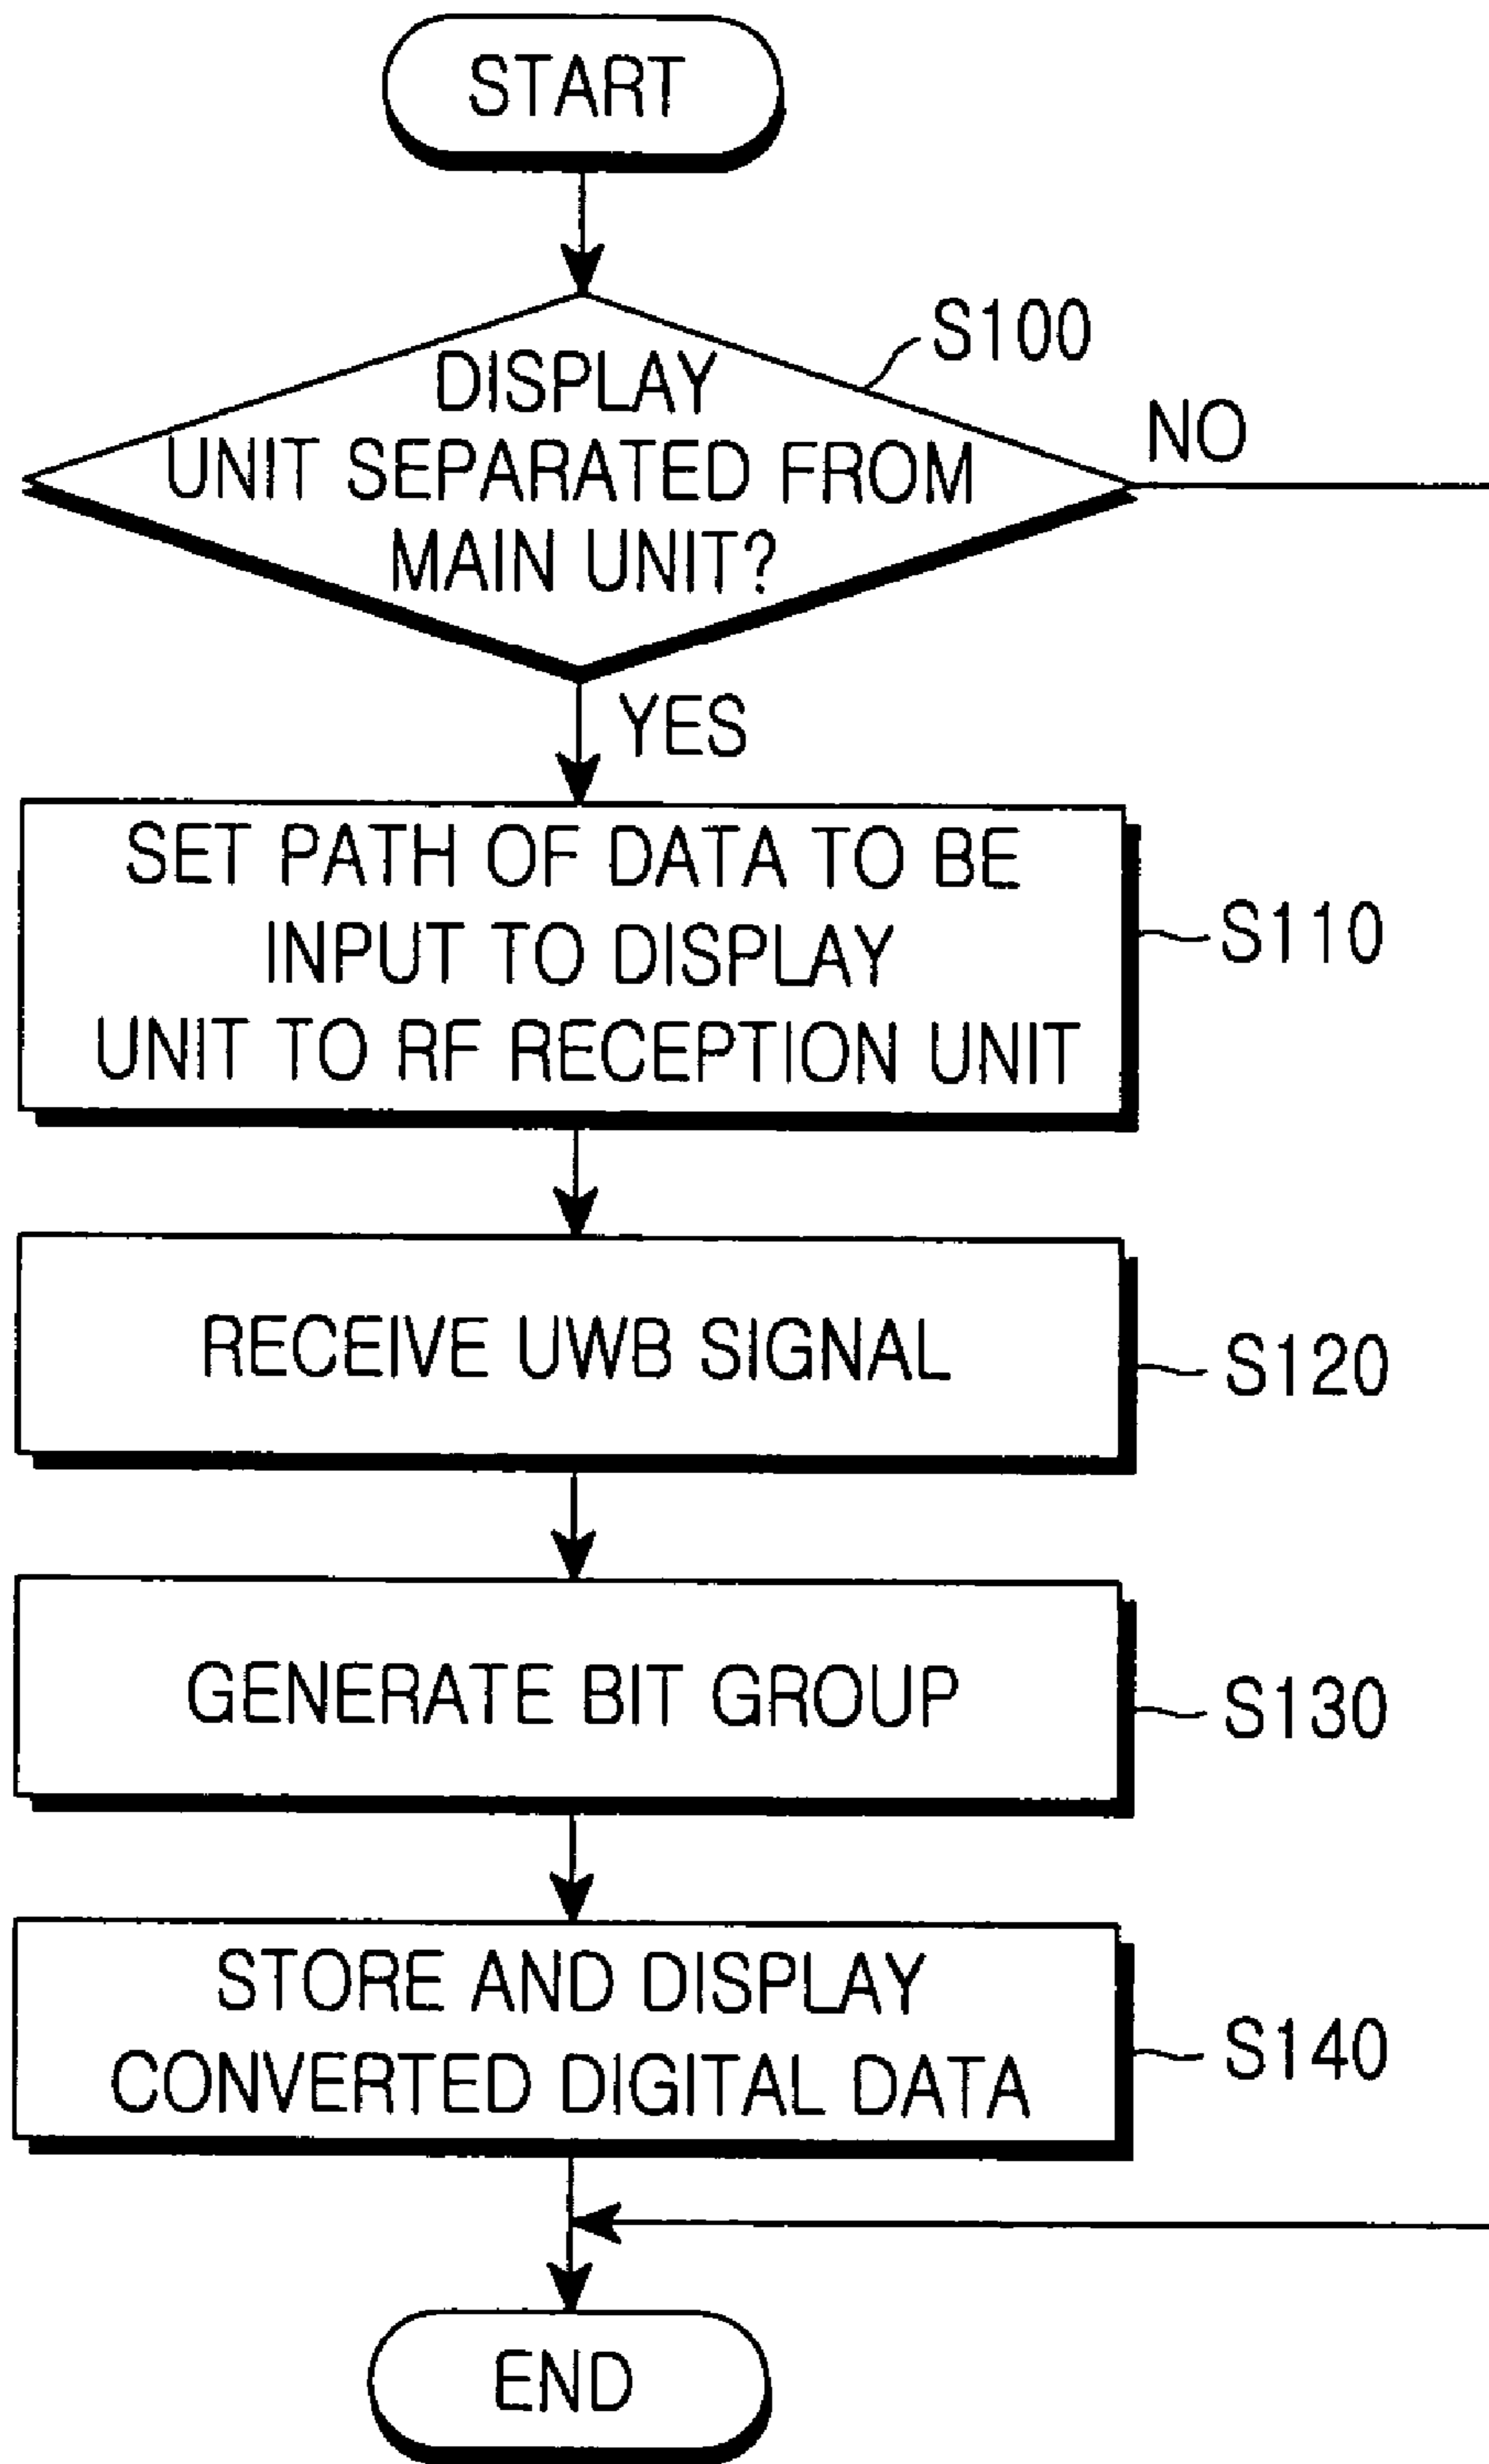 START
S100
DISPLAY
NO
UNIT SEPARATED FROM
MAIN UNIT?
YES
SET PATH OF DATA TO BE
INPUT TO DISPLAY
S110
UNIT TO RF RECEPTION UNIT
RECEIVE UWB SIGNAL
S120
GENERATE BIT GROUP
S130
STORE AND DISPLAY
S140
CONVERTED DIGITAL DATA
END